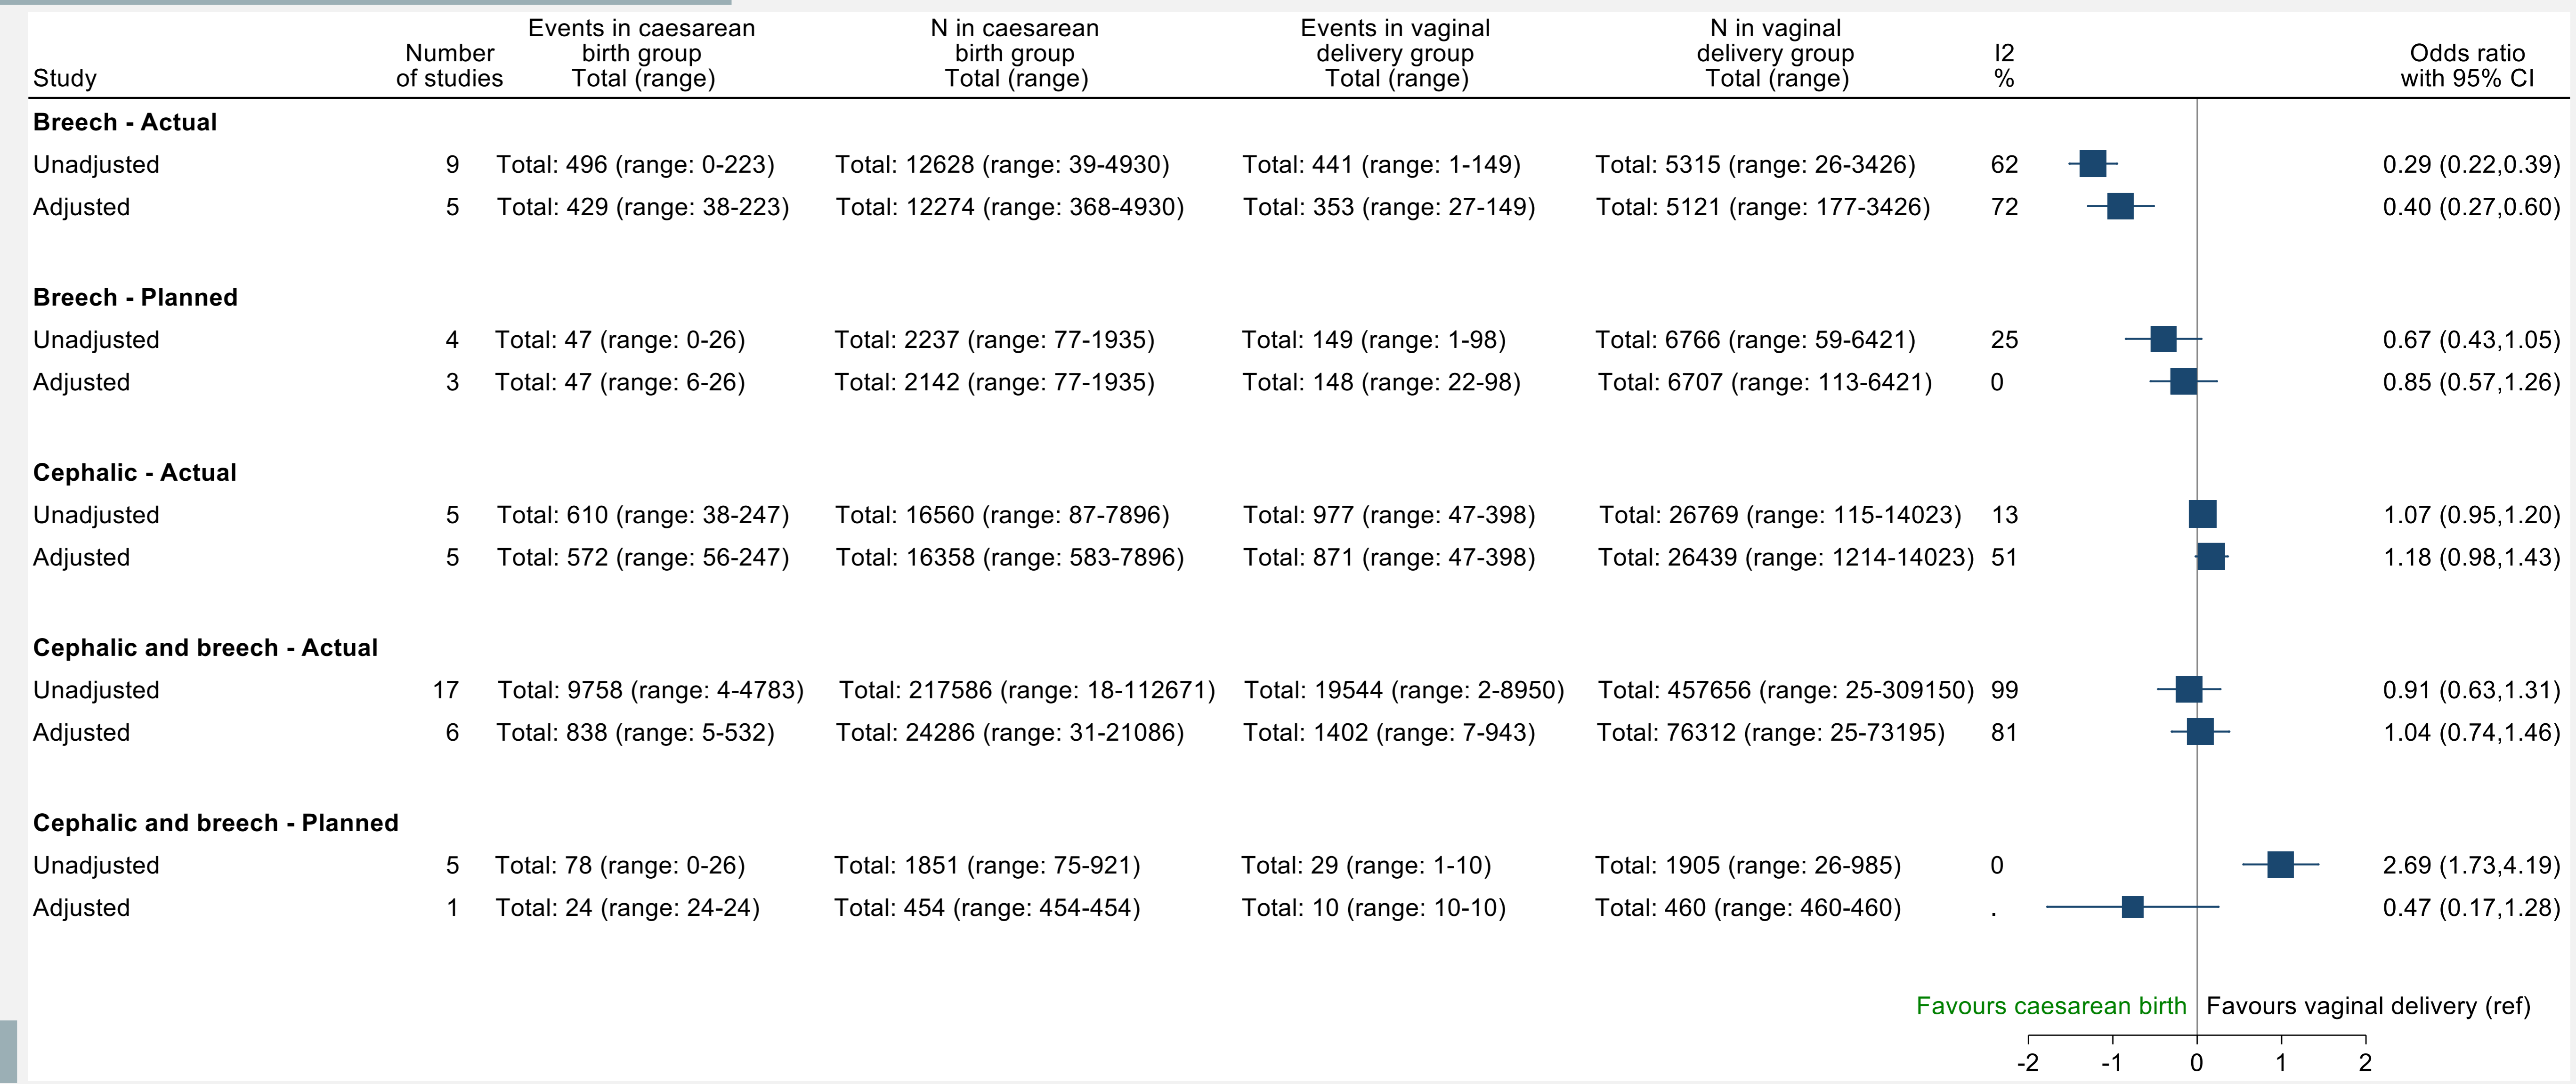 Study Number of studies Events in caesarean birth group Total (range) N in caesarean birth group Total (range) Events in vaginal delivery group Total (range) N in vaginal delivery group Total (range) I2 % Odds ratio with 95% CI
Breech - Actual
Unadjusted 9 Total: 496 (range: 0-223) Total: 12628 (range: 39-4930) Total: 441 (range: 1-149) Total: 5315 (range: 26-3426) 62 0.29 (0.22,0.39)
Adjusted 5 Total: 429 (range: 38-223) Total: 12274 (range: 368-4930) Total: 353 (range: 27-149) Total: 5121 (range: 177-3426) 72 0.40 (0.27,0.60)
Breech - Planned
Unadjusted 4 Total: 47 (range: 0-26) Total: 2237 (range: 77-1935) Total: 149 (range: 1-98) Total: 6766 (range: 59-6421) 25 0.67 (0.43,1.05)
Adjusted 3 Total: 47 (range: 6-26) Total: 2142 (range: 77-1935) Total: 148 (range: 22-98) Total: 6707 (range: 113-6421) 0 0.85 (0.57,1.26)
Cephalic - Actual
Unadjusted 5 Total: 610 (range: 38-247) Total: 16560 (range: 87-7896) Total: 977 (range: 47-398) Total: 26769 (range: 115-14023) 13 1.07 (0.95,1.20)
Adjusted 5 Total: 572 (range: 56-247) Total: 16358 (range: 583-7896) Total: 871 (range: 47-398) Total: 26439 (range: 1214-14023) 51 1.18 (0.98,1.43)
Cephalic and breech - Actual
Unadjusted 17 Total: 9758 (range: 4-4783) Total: 217586 (range: 18-112671) Total: 19544 (range: 2-8950) Total: 457656 (range: 25-309150) 99 0.91 (0.63,1.31)
Adjusted 6 Total: 838 (range: 5-532) Total: 24286 (range: 31-21086) Total: 1402 (range: 7-943) Total: 76312 (range: 25-73195) 81 1.04 (0.74,1.46)
Cephalic and breech - Planned
Unadjusted 5 Total: 78 (range: 0-26) Total: 1851 (range: 75-921) Total: 29 (range: 1-10) Total: 1905 (range: 26-985) 0 2.69 (1.73,4.19)
Adjusted 1 Total: 24 (range: 24-24) Total: 454 (range: 454-454) Total: 10 (range: 10-10) Total: 460 (range: 460-460) . 0.47 (0.17,1.28)
Favours caesarean birth Favours vaginal delivery (ref)
-2 -1 0 1 2